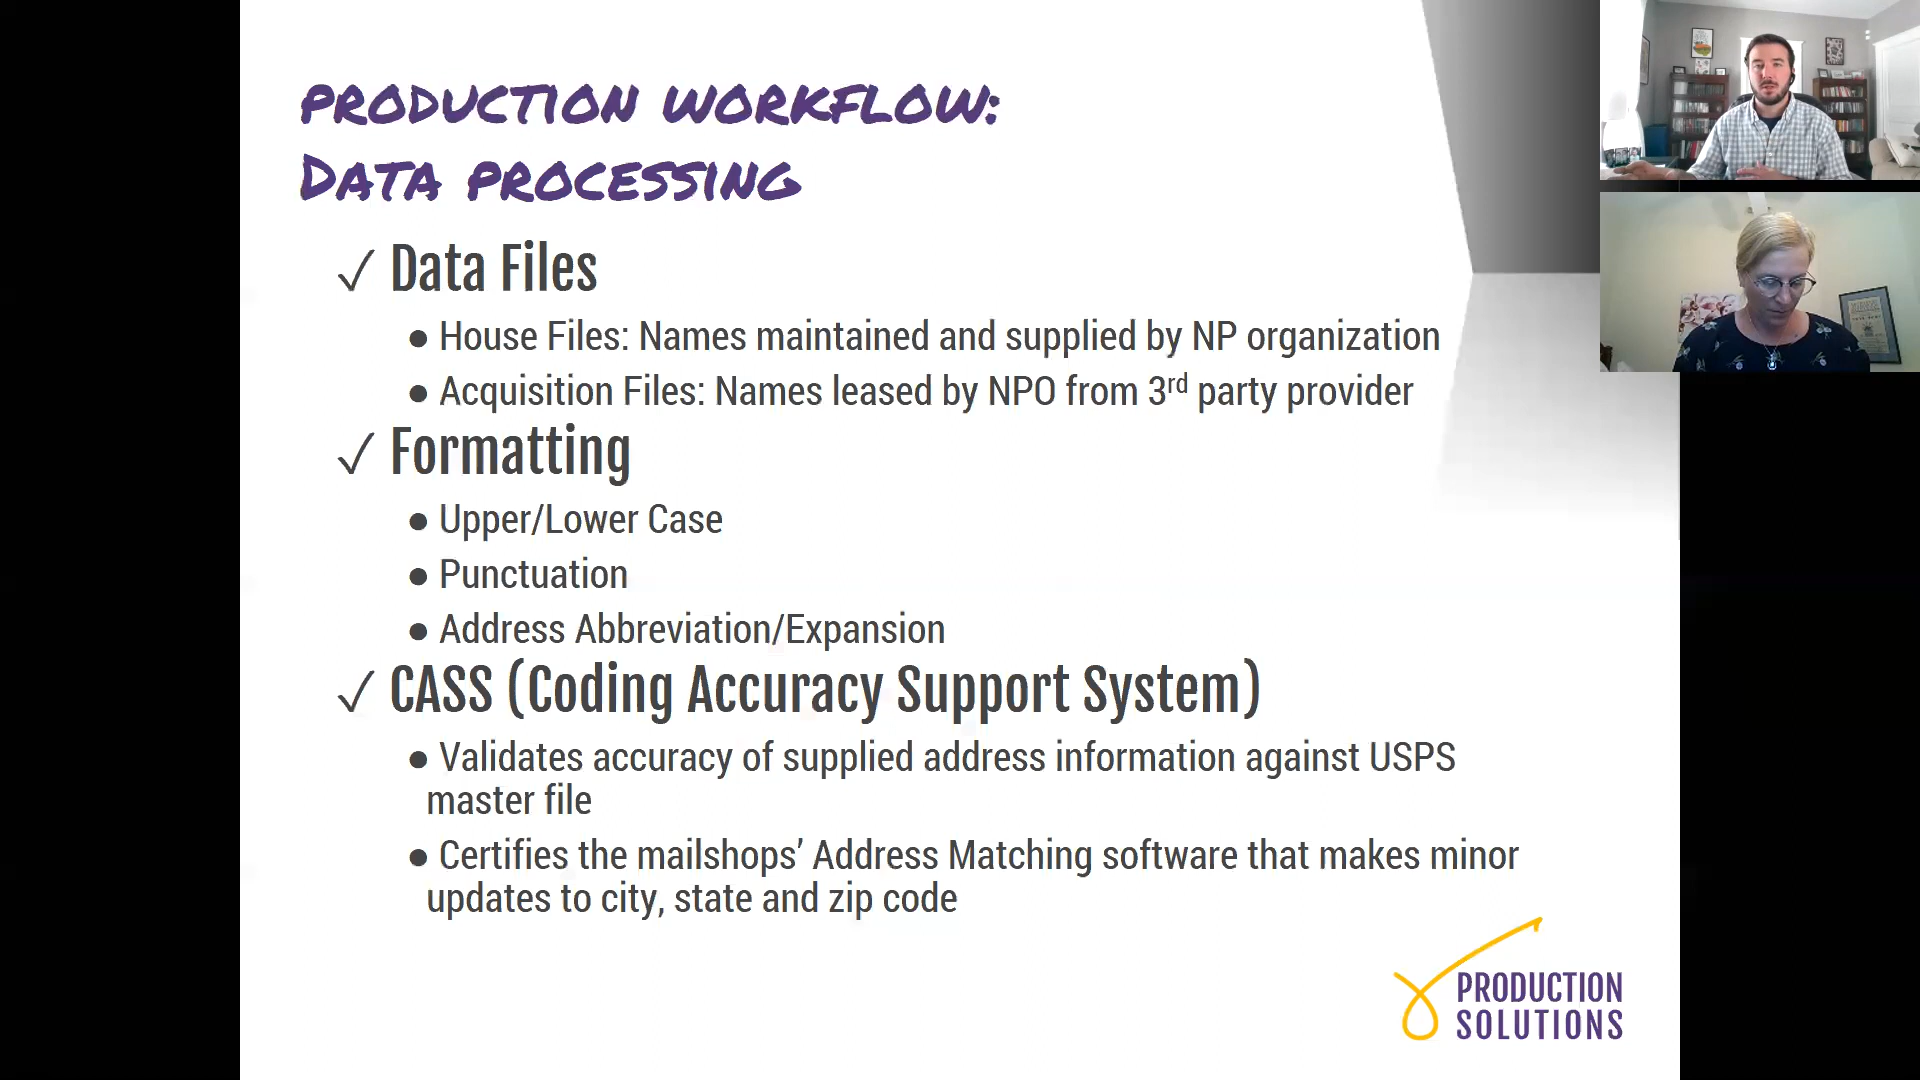 PRODUCTION WORKFLOW:
DATA PROCESSING
✓ Data Files
● House Files: Names maintained and supplied by NP organization
● Acquisition Files: Names leased by NPO from 3rd party provider
✓ Formatting
● Upper/Lower Case
● Punctuation
● Address Abbreviation/Expansion
✓ CASS (Coding Accuracy Support System)
● Validates accuracy of supplied address information against USPS
master file
● Certifies the mailshops’ Address Matching software that makes minor
updates to city, state and zip code
PRODUCTION
SOLUTIONS